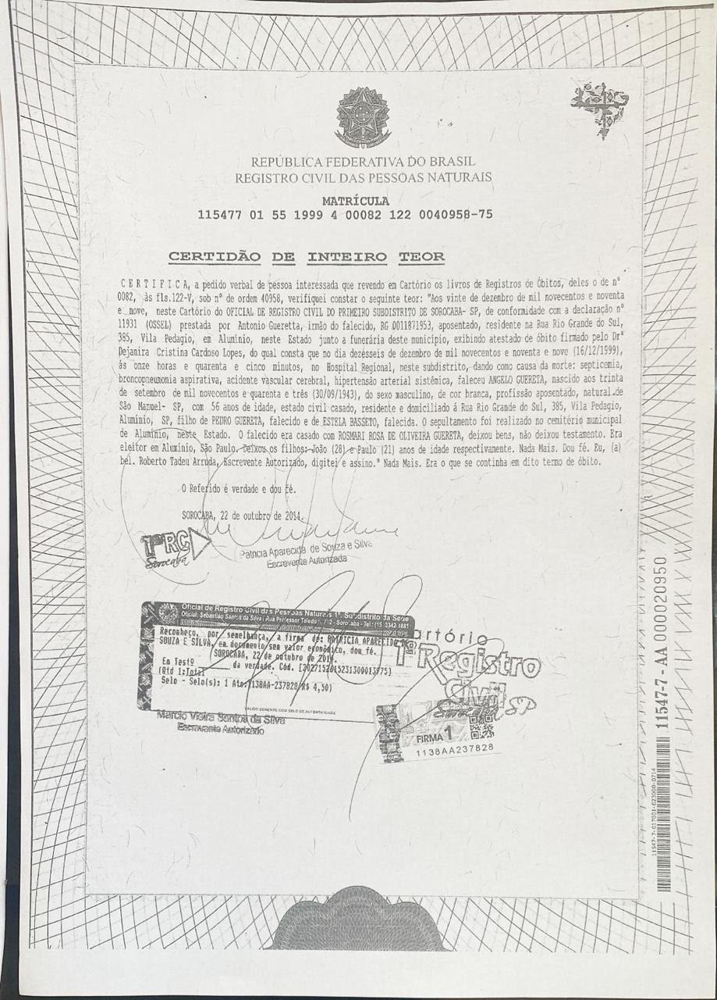 REPÚBLICA FEDERATIVA DO BRASIL
REGISTRO CIVIL DAS PESSOAS NATURAIS
MATRÍCULA
115477 01 55 1999 4 00082 122 0040958-75
CERTIDÃO DE INTEIRO TEOR
C E R T I F I C A, a pedido verbal de pessoa interessada que revendo em Cartório os livros de Registros de Óbitos, deles o de nº
0082, às fls.122-V, sob nº de ordem 40958, verifiquei constar o seguinte teor: "Aos vinte de dezembro de mil novecentos e noventa
e nove, neste Cartório do OFICIAL DE REGISTRO CIVIL DO PRIMEIRO SUBDISTRITO DE SOROCABA- SP, de conformidade com a declaração nº
11931 (OSSEL) prestada por Antonio Gueretta, irmão do falecido, RG 0011871953, aposentado, residente na Rua Rio Grande do Sul,
385, Vila Pedagio, em Alumínio, neste Estado junto a funerária deste município, exibindo atestado de óbito firmado pelo Drª
Dejanira Cristina Cardoso Lopes, do qual consta que no dia dezésseis de dezembro de mil novecentos e noventa e nove (16/12/1999),
às onze horas e quarenta e cinco minutos, no Hospital Regional, neste subdistrito, dando como causa da morte: septicemia,
broncopneumonia aspirativa, acidente vascular cerebral, hipertensão arterial sistêmica, faleceu ANGELO GUERETA, nascido aos trinta
de setembro de mil novecentos e quarenta e três (30/09/1943), do sexo masculino, de cor branca, profissão aposentado, natural de
São Manuel- SP, com 56 anos de idade, estado civil casado, residente e domiciliado á Rua Rio Grande do Sul, 385, Vila Pedagio,
Alumínio, SP, filho de PEDRO GUERETA, falecido e de ESTELA BASSETO, falecida. O sepultamento foi realizado no cemitério municipal
de Alumínio, neste Estado. O falecido era casado com ROSMARI ROSA DE OLIVEIRA GUERETA, deixou bens, não deixou testamento. Era
eleitor em Alumínio, São Paulo. Deixou os filhos: João (28) e Paulo (21) anos de idade respectivamente. Nada Mais. Dou fé. Eu, (a)
bel. Roberto Tadeu Arruda, Escrevente Autorizado, digitei e assino." Nada Mais. Era o que se continha em dito termo de óbito.
O Referido é verdade e dou fé.
SOROCABA, 22 de outubro de 2014.
1ºRC
Sorocaba
Patricia Aparecida de Souza e Silva
Escrevente Autorizada
Oficial de Registro Civil das Pessoas Naturais 1º. Subdistrito da Sede
Oficial: Sebastião Santos da Silva Rua Professor Toledo Sorocaba - Tel.: (15) 3342-1881
Reconheço, por semelhança, a firma de: PATRICIA APARECIDA DE
SOUZA E SILVA, em documento sem valor econômico, dou fé.
SOROCABA, 22 de outubro de 2014.
Em Testº da verdade. Cód. [2027152015231300013975]
(Qtd 1:Total
Selo - Selo(s): 1 Ato:1138AA-237828 R$ 4,50)
VÁLIDO SOMENTE COM SELO DE AUTENTICIDADE
Marcio Vieira Santos da Silva
Escrevente Autorizado
Cartório
1º Registro
Civil
Sorocaba SP
FIRMA 1
1138AA237828
11547-7 - AA 000020950
11547-7-017001-023000-0714